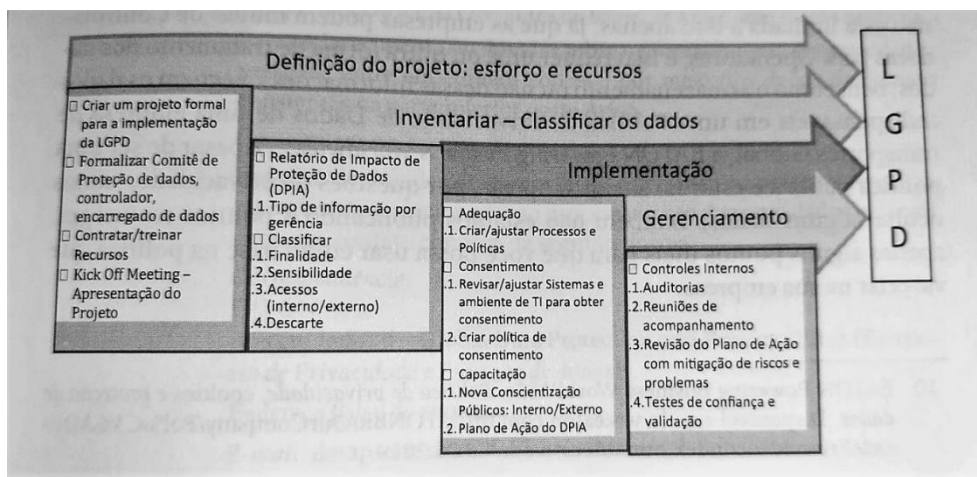 Definição do projeto: esforço e recursos
□ Criar um projeto formal
para a implementação
da LGPD
□ Formalizar Comitê de
Proteção de dados,
controlador,
encarregado de dados
□ Contratar/treinar
Recursos
□ Kick Off Meeting –
Apresentação do
Projeto
Inventariar – Classificar os dados
□ Relatório de Impacto de
Proteção de Dados
(DPIA)
.1.Tipo de informação por
gerência
□ Classificar
.1.Finalidade
.2.Sensibilidade
.3.Acessos
(interno/externo)
.4.Descarte
Implementação
□ Adequação
.1.Criar/ajustar Processos e
Políticas
□ Consentimento
.1.Revisar/ajustar Sistemas e
ambiente de TI para obter
consentimento
.2.Criar política de
consentimento
□ Capacitação
.1.Nova Conscientização
Públicos: Interno/Externo
.2.Plano de Ação do DPIA
Gerenciamento
□ Controles Internos
.1.Auditorias
.2.Reuniões de
acompanhamento
.3.Revisão do Plano de Ação
com mitigação de riscos e
problemas
.4.Testes de confiança e
validação
L
G
P
D